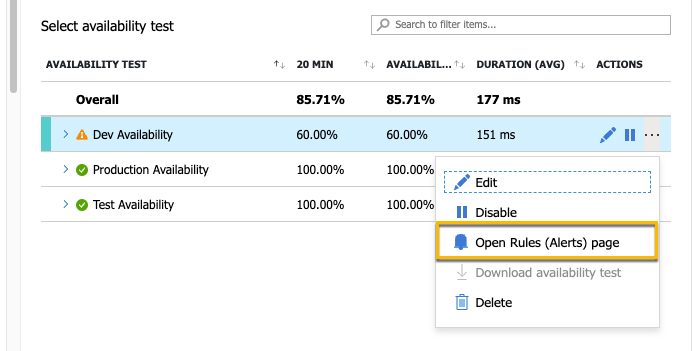 Select availability test
Search to filter items...
AVAILABILITY TEST 20 MIN AVAILABIL... DURATION (AVG) ACTIONS
Overall 85.71% 85.71% 177 ms
Dev Availability 60.00% 60.00% 151 ms
Production Availability 100.00% 100.00%
Test Availability 100.00% 100.00%
Edit
Disable
Open Rules (Alerts) page
Download availability test
Delete